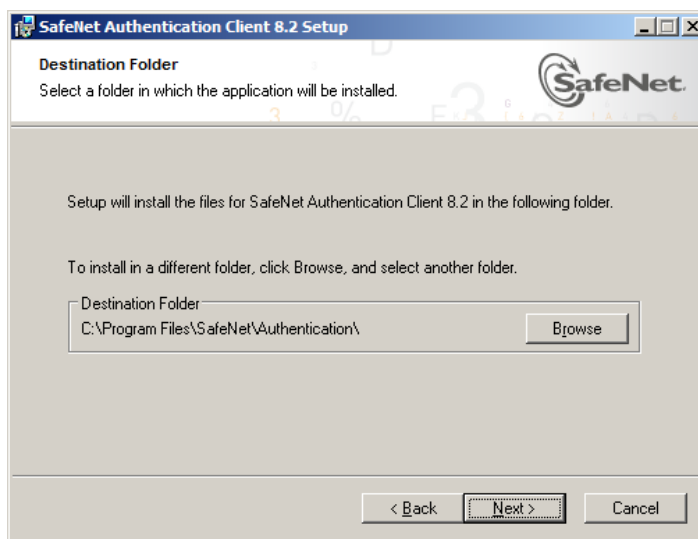 SafeNet Authentication Client 8.2 Setup
Destination Folder
Select a folder in which the application will be installed.
SafeNet.
Setup will install the files for SafeNet Authentication Client 8.2 in the following folder.
To install in a different folder, click Browse, and select another folder.
Destination Folder
C:\Program Files\SafeNet\Authentication\
Browse
< Back
Next >
Cancel